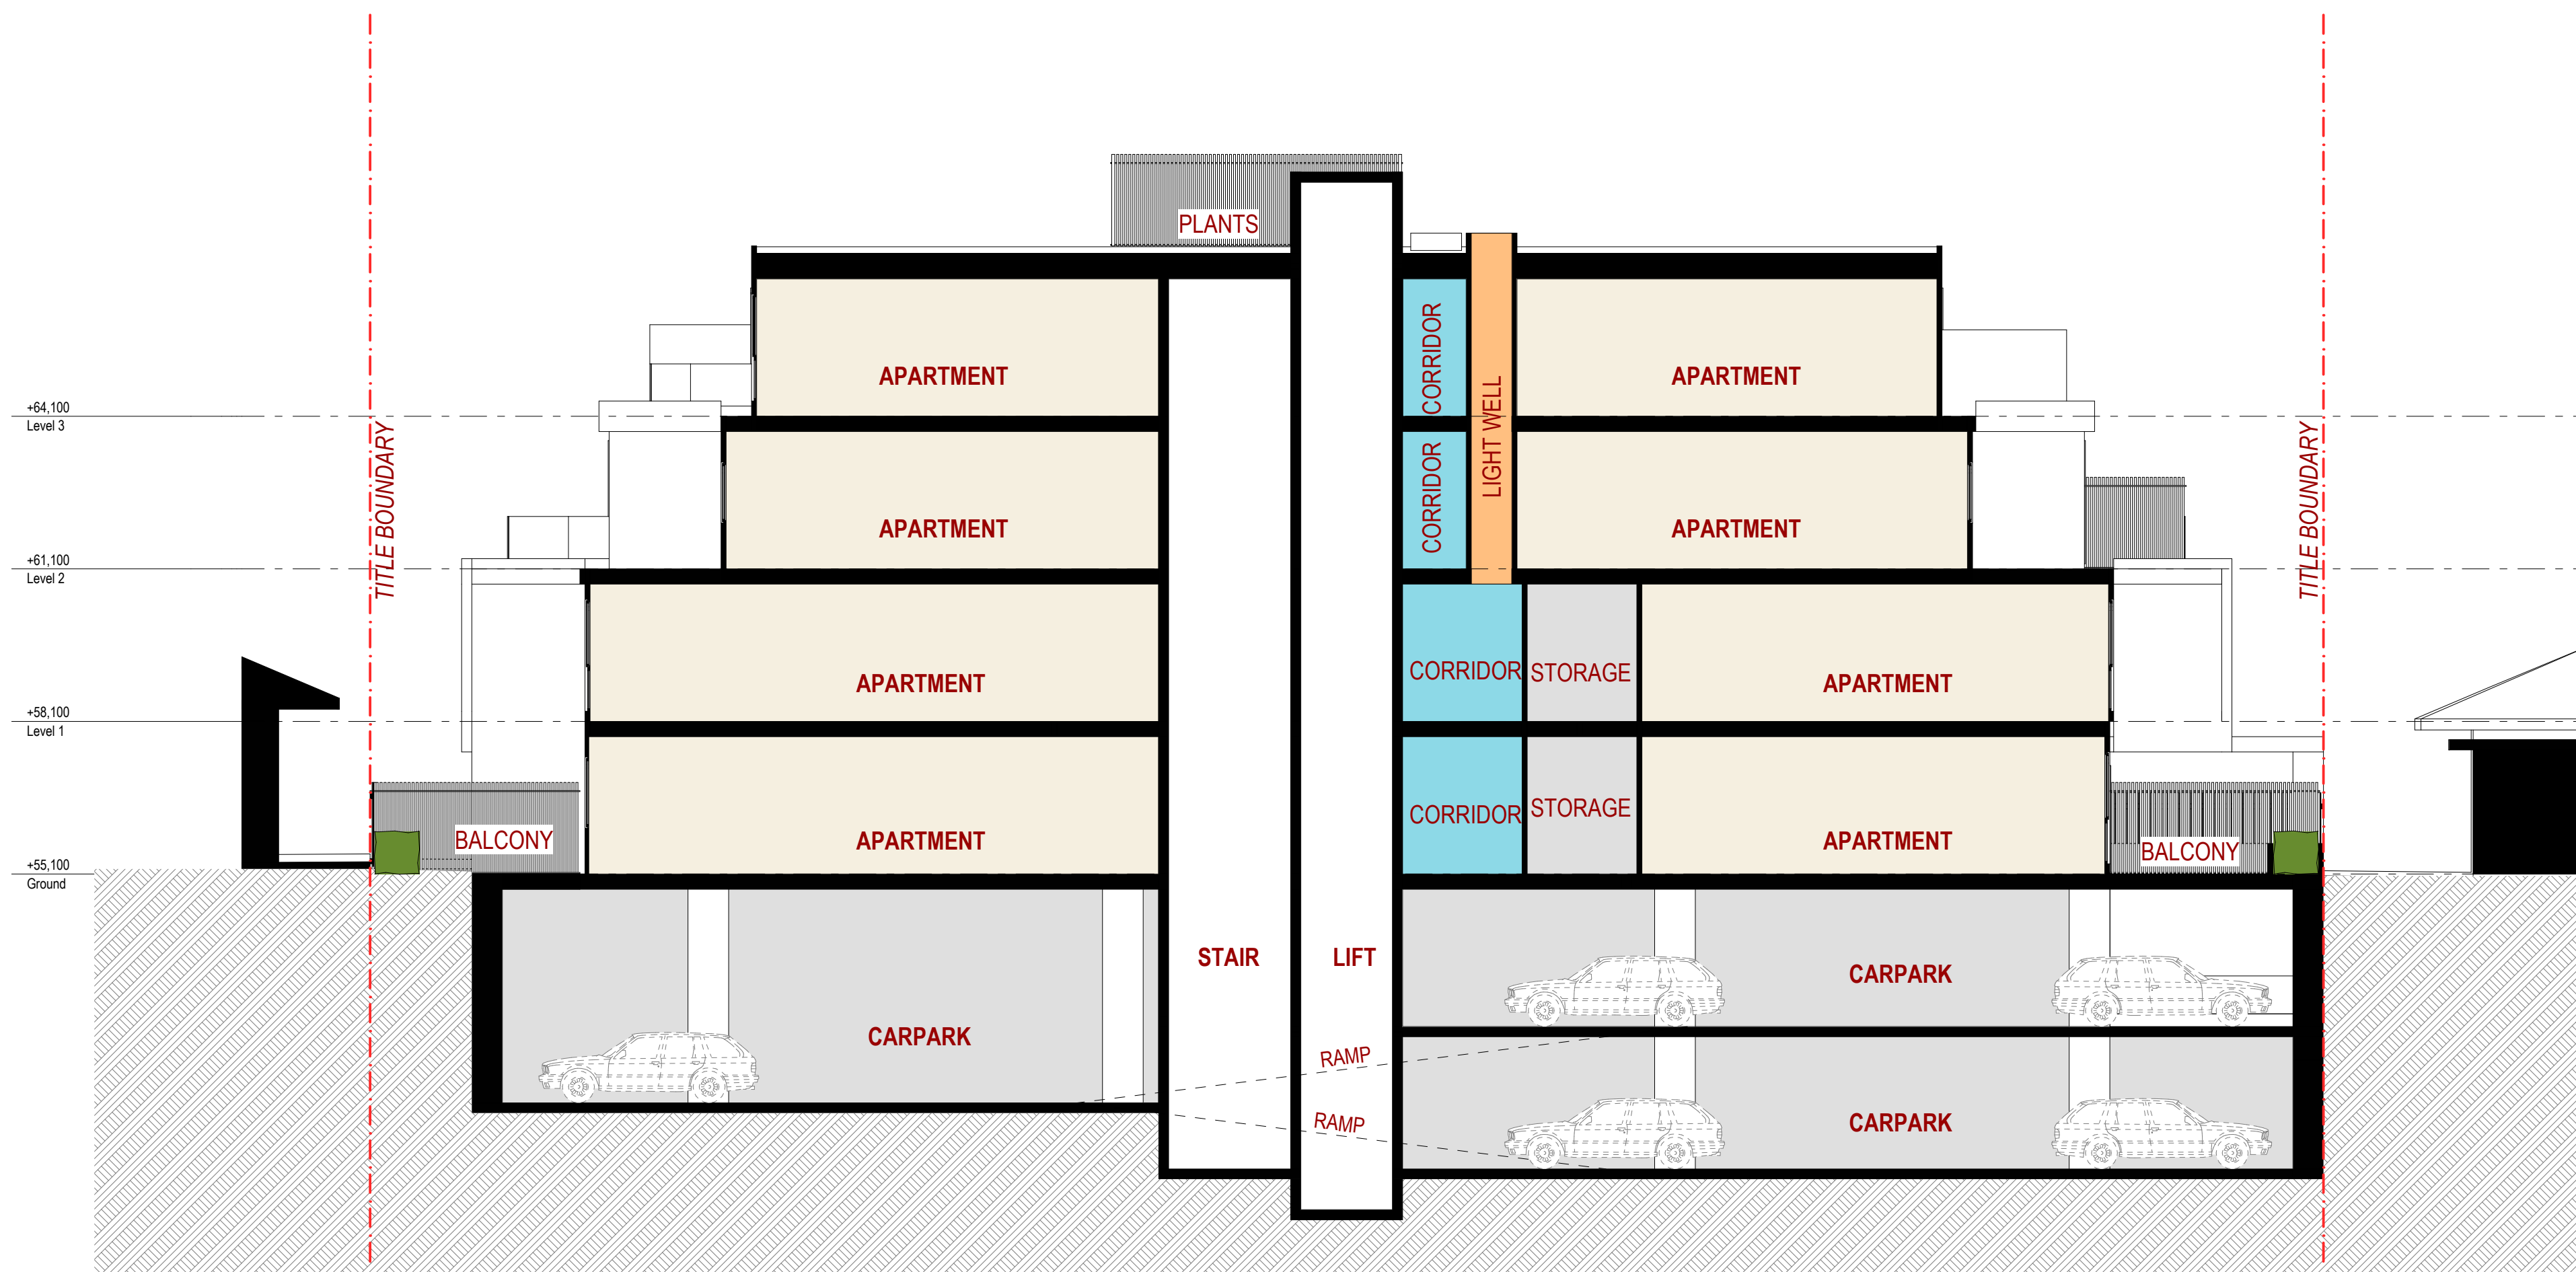 PLANTS
APARTMENT
CORRIDOR
APARTMENT
LIGHT WELL
+64,100
Level 3
TITLE BOUNDARY
TITLE BOUNDARY
APARTMENT
CORRIDOR
APARTMENT
+61,100
Level 2
APARTMENT
CORRIDOR
STORAGE
APARTMENT
+58,100
Level 1
APARTMENT
CORRIDOR
STORAGE
APARTMENT
BALCONY
BALCONY
+55,100
Ground
STAIR
LIFT
CARPARK
CARPARK
RAMP
RAMP
CARPARK